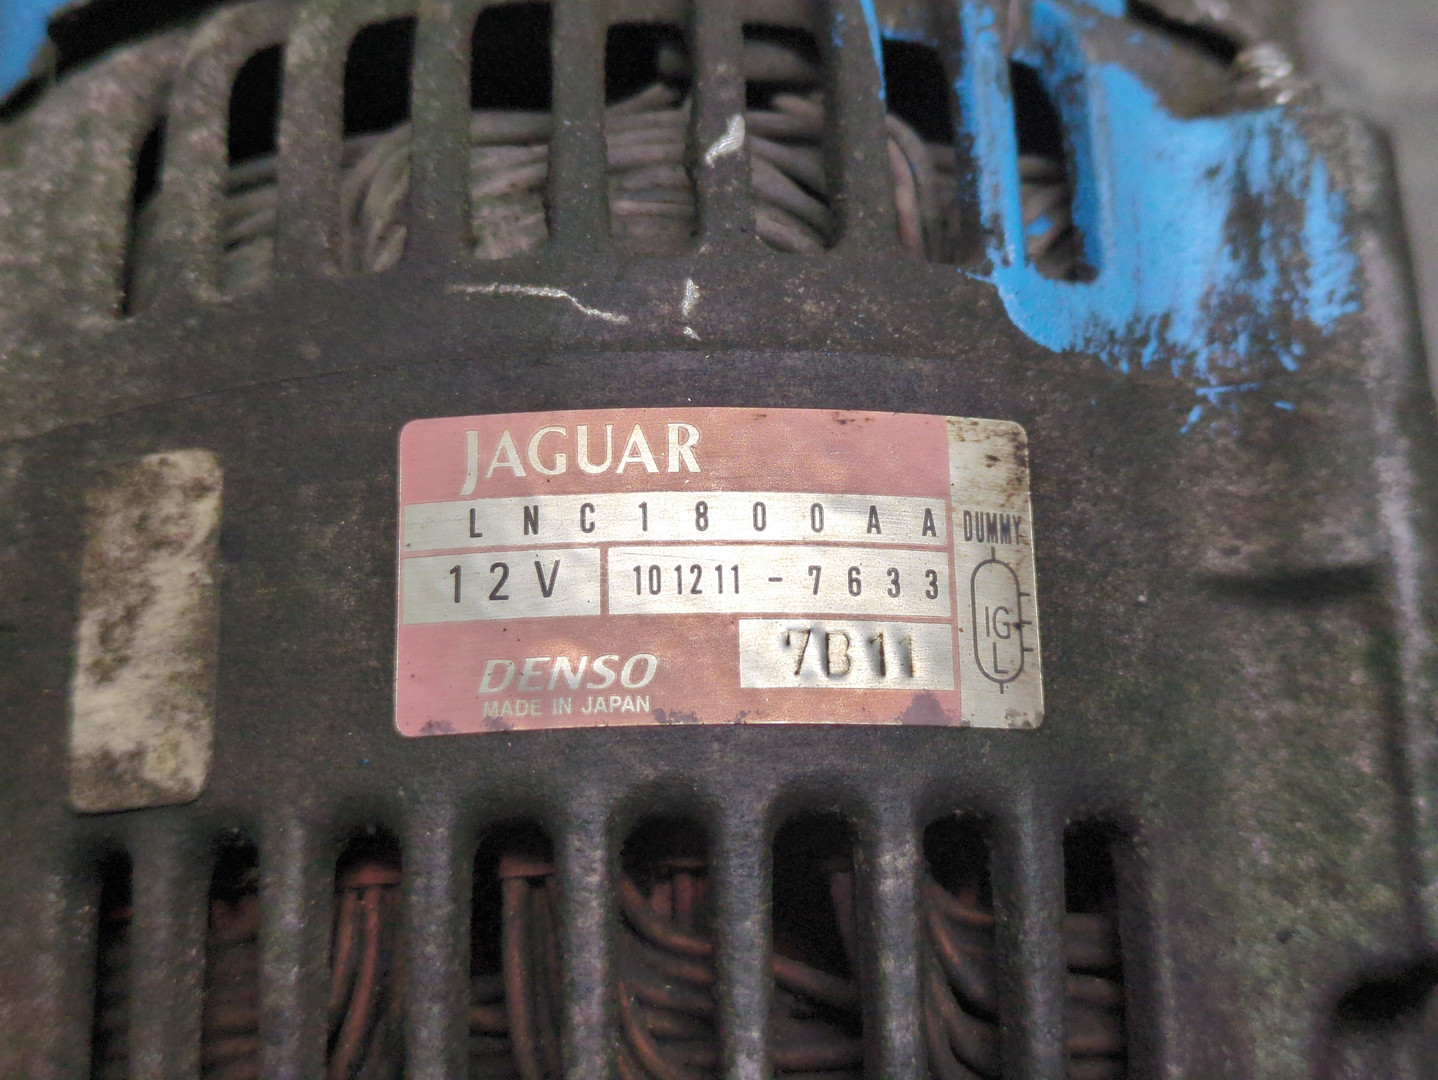 JAGUAR
LNC1800AA
DUMMY
12V
101211-7633
IG
L
7B11
DENSO
MADE IN JAPAN